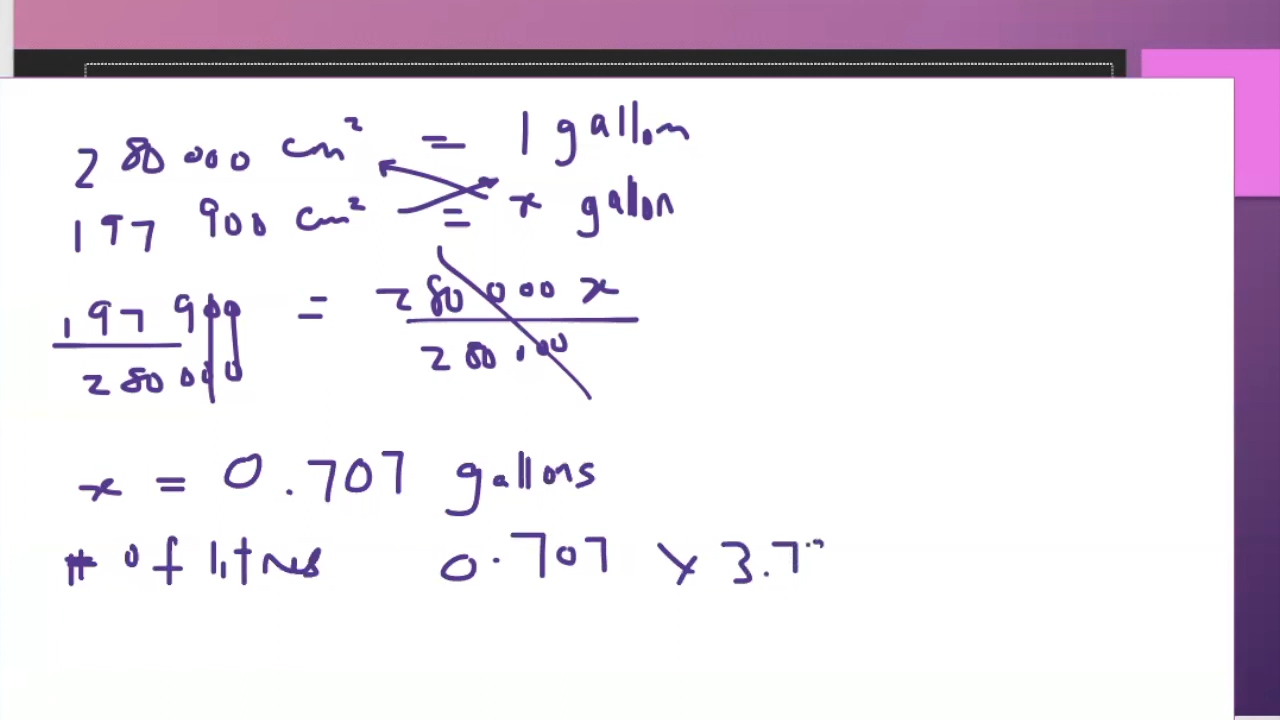 280 000 cm² = 1 gallon
197 900 cm² = x galon
197 900 = 280 000 x
280 000 280 000
x = 0.707 gallons
# of litres 0.707 x 3.7